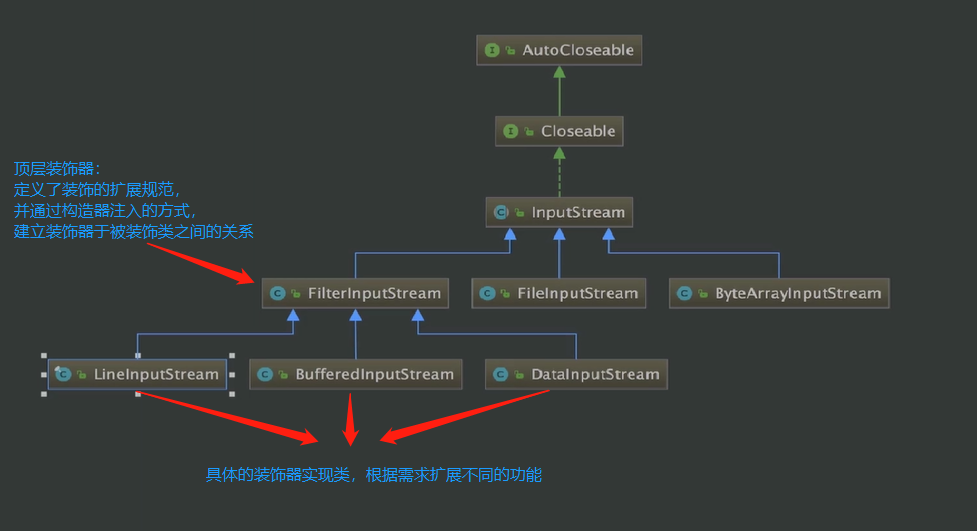 AutoCloseable
Closeable
顶层装饰器：
定义了装饰的扩展规范，
并通过构造器注入的方式，
建立装饰器于被装饰类之间的关系
InputStream
FilterInputStream
FileInputStream
ByteArrayInputStream
LineInputStream
BufferedInputStream
DataInputStream
具体的装饰器实现类，根据需求扩展不同的功能